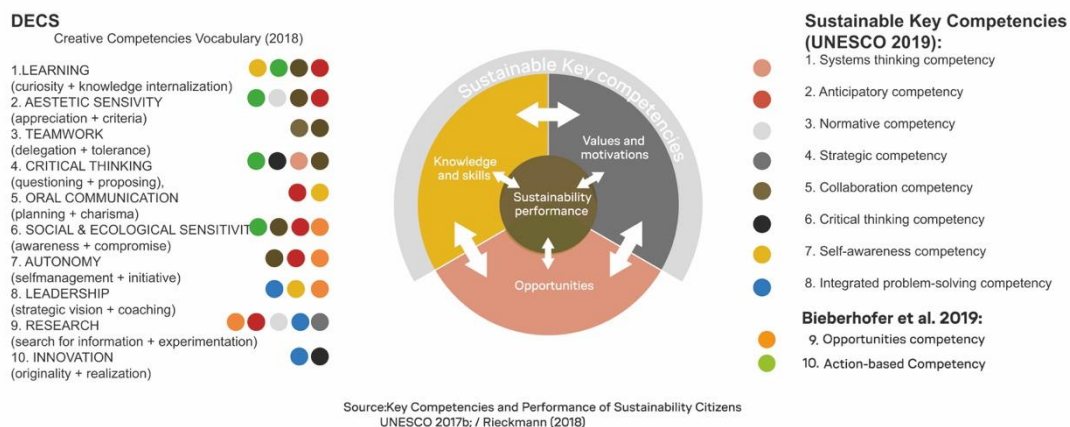 DECS
Creative Competencies Vocabulary (2018)
1.LEARNING
(curiosity + knowledge internalization)
2. AESTETIC SENSIVITY
(appreciation + criteria)
3. TEAMWORK
(delegation + tolerance)
4. CRITICAL THINKING
(questioning + proposing),
5. ORAL COMMUNICATION
(planning + charisma)
6. SOCIAL & ECOLOGICAL SENSITIVIT
(awareness + compromise)
7. AUTONOMY
(selfmanagement + initiative)
8. LEADERSHIP
(strategic vision + coaching)
9. RESEARCH
(search for information + experimentation)
10. INNOVATION
(originality + realization)
Sustainable Key competencies
Knowledge
and skills
Values and
motivations
Sustainability
performance
Opportunities
Sustainable Key Competencies
(UNESCO 2019):
1. Systems thinking competency
2. Anticipatory competency
3. Normative competency
4. Strategic competency
5. Collaboration competency
6. Critical thinking competency
7. Self-awareness competency
8. Integrated problem-solving competency
Bieberhofer et al. 2019:
9. Opportunities competency
10. Action-based Competency
Source:Key Competencies and Performance of Sustainability Citizens
UNESCO 2017b; / Rieckmann (2018)